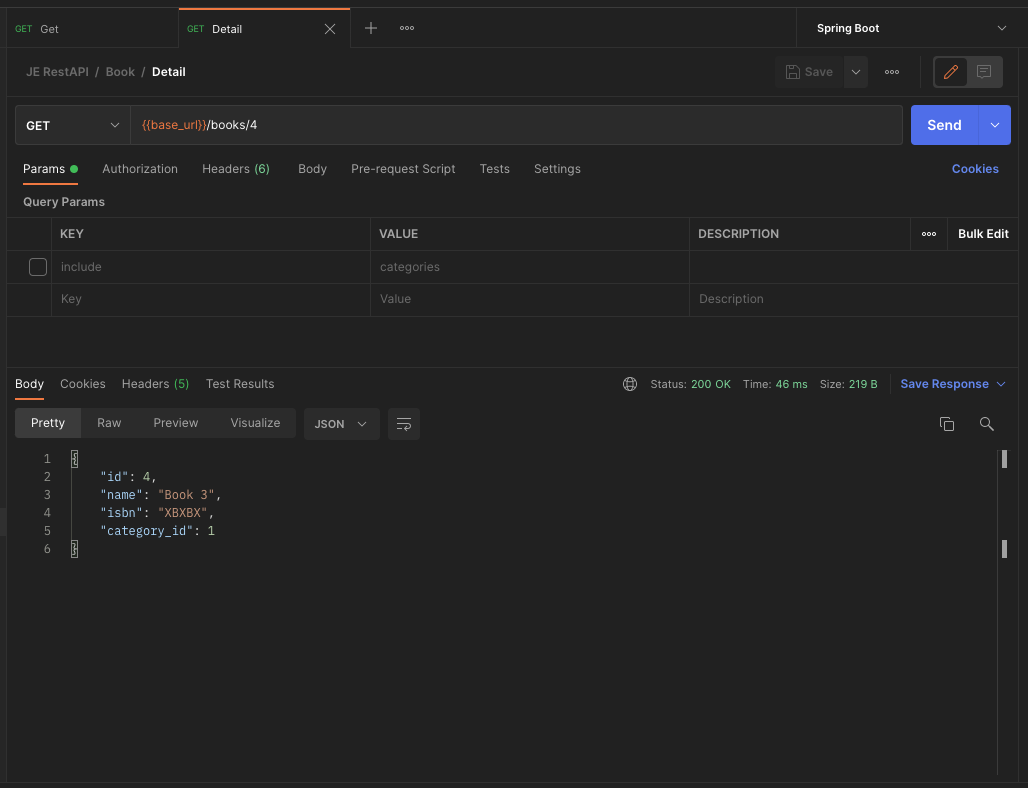 GET Get
GET Detail
Spring Boot
JE RestAPI / Book / Detail
Save
GET
{{base_url}}/books/4
Send
Params
Authorization
Headers (6)
Body
Pre-request Script
Tests
Settings
Cookies
Query Params
KEY
VALUE
DESCRIPTION
Bulk Edit
include
categories
Key
Value
Description
Body
Cookies
Headers (5)
Test Results
Status: 200 OK
Time: 46 ms
Size: 219 B
Save Response
Pretty
Raw
Preview
Visualize
JSON
1 {
2 "id": 4,
3 "name": "Book 3",
4 "isbn": "XBXBX",
5 "category_id": 1
6 }